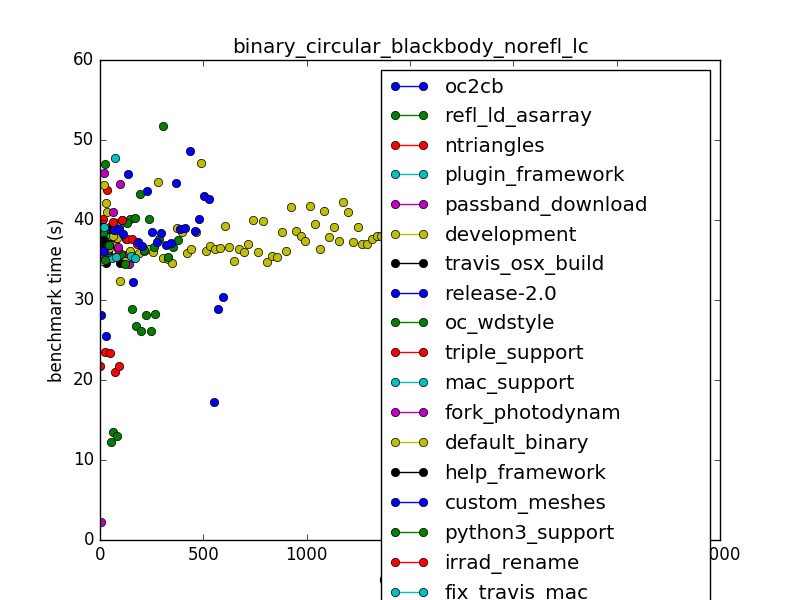 binary_circular_blackbody_norefl_lc
60
50
40
30
20
10
0
benchmark time (s)
0
500
1000
000
oc2cb
refl_ld_asarray
ntriangles
plugin_framework
passband_download
development
travis_osx_build
release-2.0
oc_wdstyle
triple_support
mac_support
fork_photodynam
default_binary
help_framework
custom_meshes
python3_support
irrad_rename
fix_travis_mac